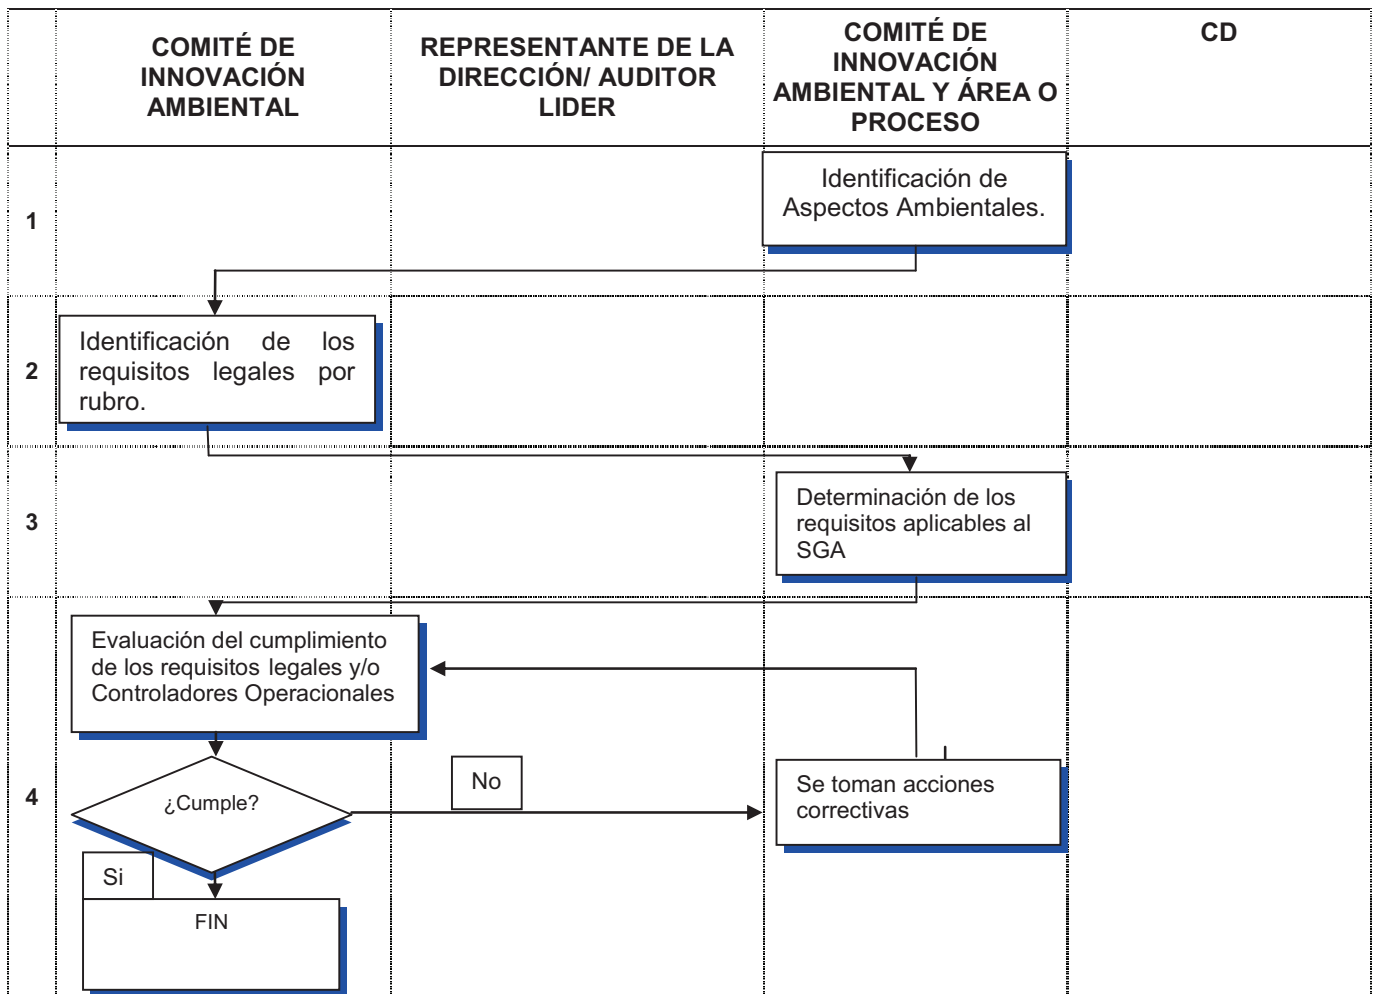 COMITÉ DE
INNOVACIÓN
AMBIENTAL
REPRESENTANTE DE LA
DIRECCIÓN/ AUDITOR
LIDER
COMITÉ DE
INNOVACIÓN
AMBIENTAL Y ÁREA O
PROCESO
CD
1
Identificación de
Aspectos Ambientales.
2
Identificación de los
requisitos legales por
rubro.
3
Determinación de los
requisitos aplicables al
SGA
4
Evaluación del cumplimiento
de los requisitos legales y/o
Controladores Operacionales
¿Cumple?
No
Se toman acciones
correctivas
Si
FIN